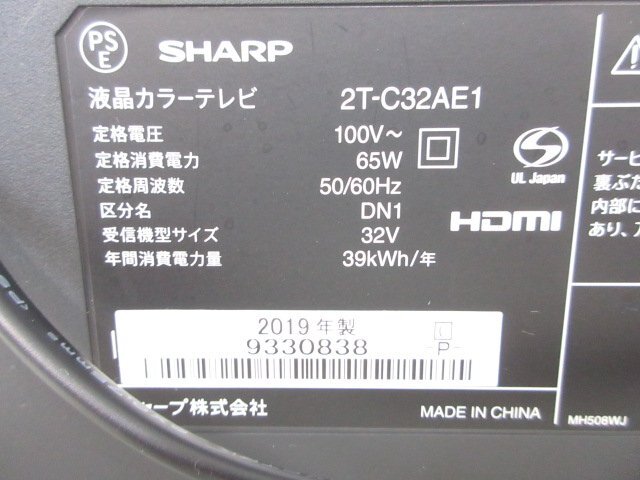 PS
E
SHARP
液晶カラーテレビ 2T-C32AE1
定格電圧 100V～
定格消費電力 65W
定格周波数 50/60Hz
区分名 DN1
受信機型サイズ 32V
年間消費電力量 39kWh/年
UL Japan
HDMI
サービ
裏ぶた
内部に
あり、
2019年製
9330838
-P-
ャープ株式会社
MADE IN CHINA
MH508WJ